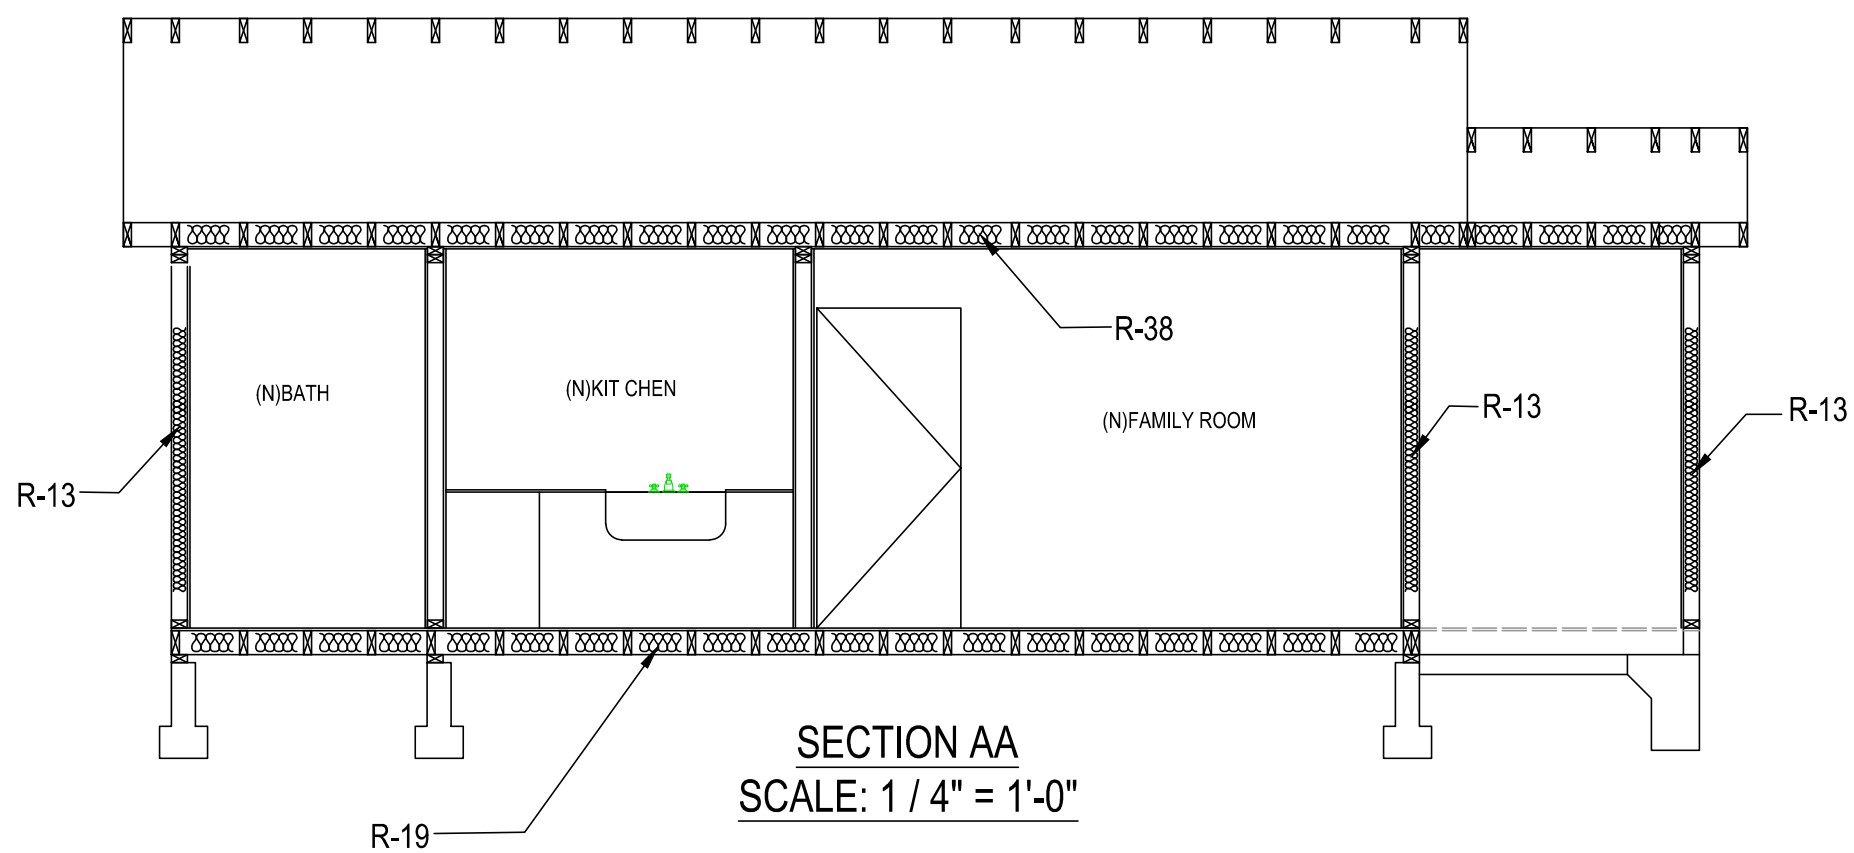 R-38
(N)BATH
(N)KIT CHEN
(N)FAMILY ROOM
R-13
R-13
R-13
SECTION AA
SCALE: 1 / 4" = 1'-0"
R-19